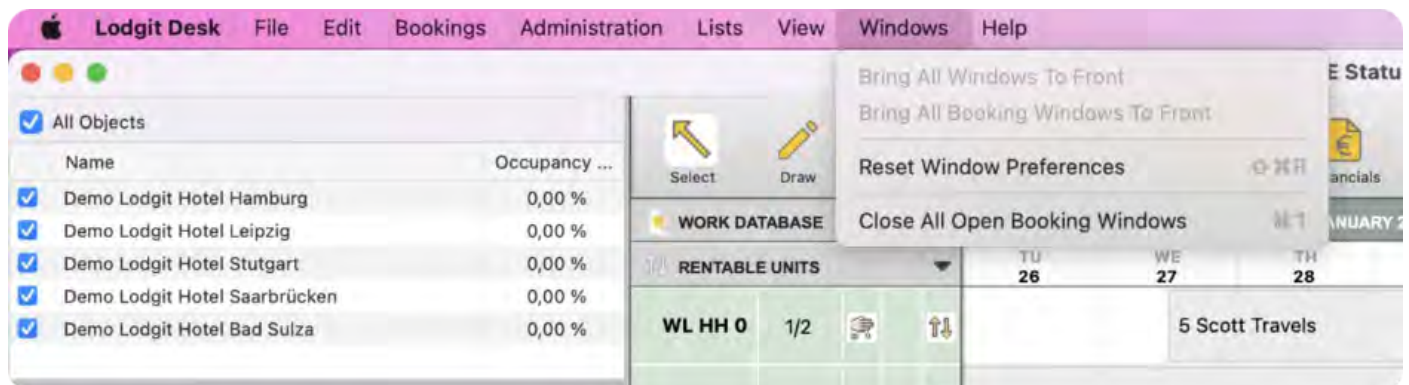 Lodgit Desk File Edit Bookings Administration Lists View Windows Help
Bring All Windows To Front
E Statu
Bring All Booking Windows To Front
All Objects
Name Occupancy ...
Reset Window Preferences ⇧⌘R
Select Draw
ancials
Demo Lodgit Hotel Hamburg 0,00 %
Close All Open Booking Windows
WORK DATABASE
ANUARY 2
Demo Lodgit Hotel Leipzig 0,00 %
Demo Lodgit Hotel Stutgart 0,00 %
RENTABLE UNITS
TU WE TH
26 27 28
Demo Lodgit Hotel Saarbrücken 0,00 %
Demo Lodgit Hotel Bad Sulza 0,00 %
WL HH 0 1/2
5 Scott Travels